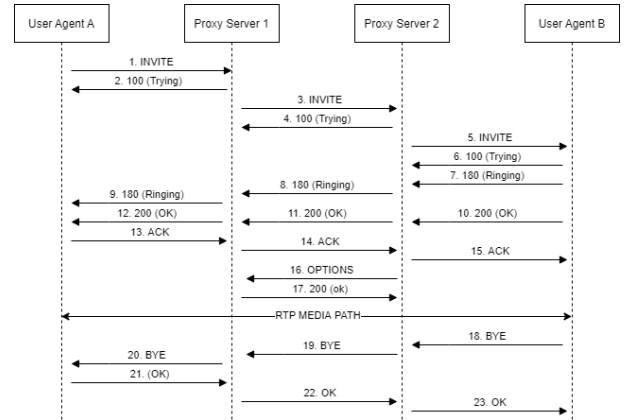 User Agent A
Proxy Server 1
Proxy Server 2
User Agent B
1. INVITE
2. 100 (Trying)
3. INVITE
4. 100 (Trying)
5. INVITE
6. 100 (Trying)
7. 180 (Ringing)
8. 180 (Ringing)
9. 180 (Ringing)
10. 200 (OK)
11. 200 (OK)
12. 200 (OK)
13. ACK
14. ACK
15. ACK
16. OPTIONS
17. 200 (ok)
RTP MEDIA PATH
18. BYE
19. BYE
20. BYE
21. (OK)
22. OK
23. OK